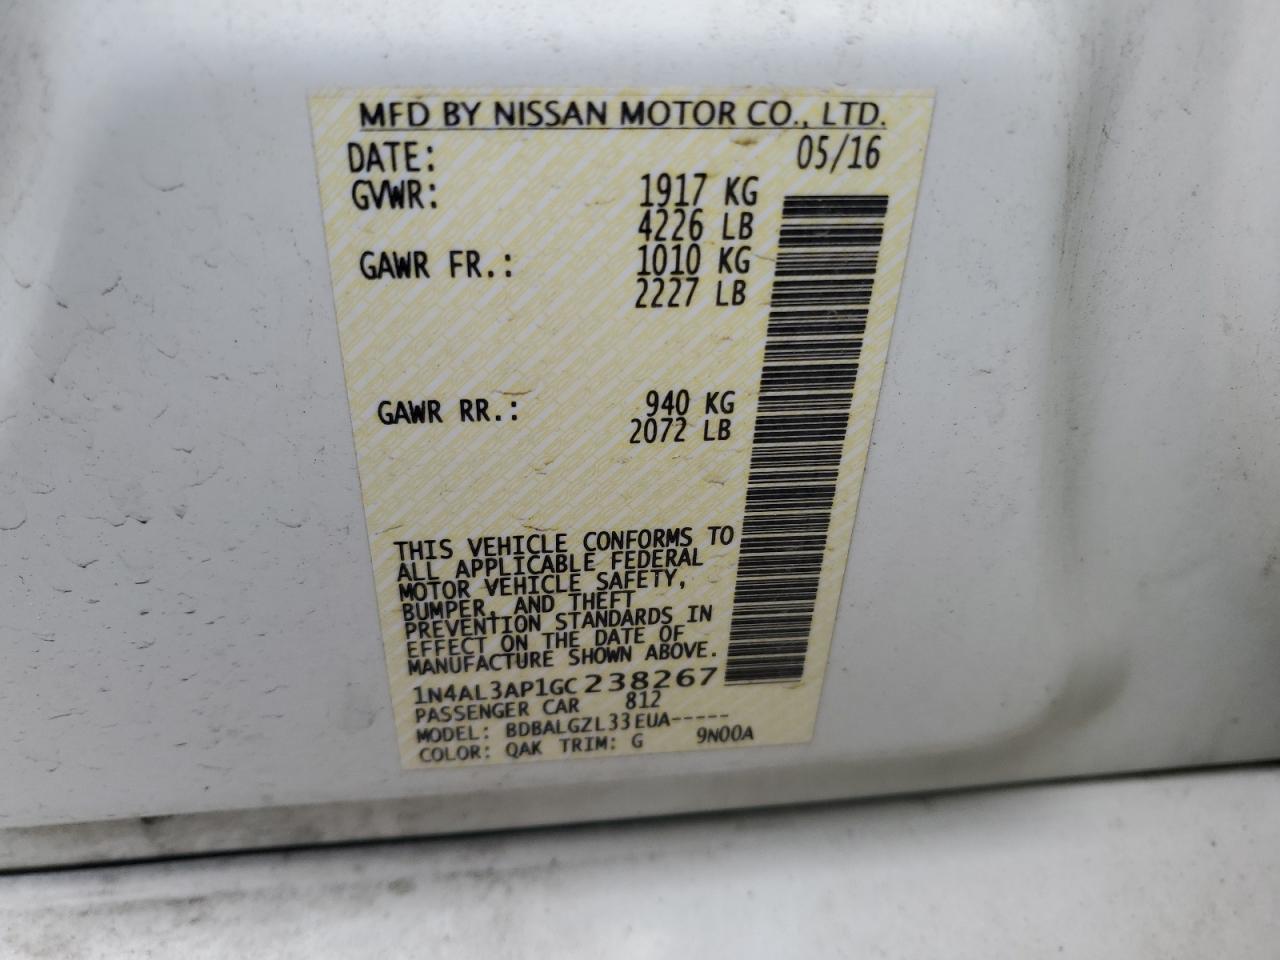 MFD BY NISSAN MOTOR CO., LTD.
DATE: 05/16
GVWR: 1917 KG
4226 LB
GAWR FR.: 1010 KG
2227 LB
GAWR RR.: 940 KG
2072 LB
THIS VEHICLE CONFORMS TO
ALL APPLICABLE FEDERAL
MOTOR VEHICLE SAFETY,
BUMPER, AND THEFT
PREVENTION STANDARDS IN
EFFECT ON THE DATE OF
MANUFACTURE SHOWN ABOVE.
1N4AL3AP1GC238267
PASSENGER CAR 812
MODEL: BDBALGZL33EUA-----
COLOR: QAK TRIM: G 9N00A